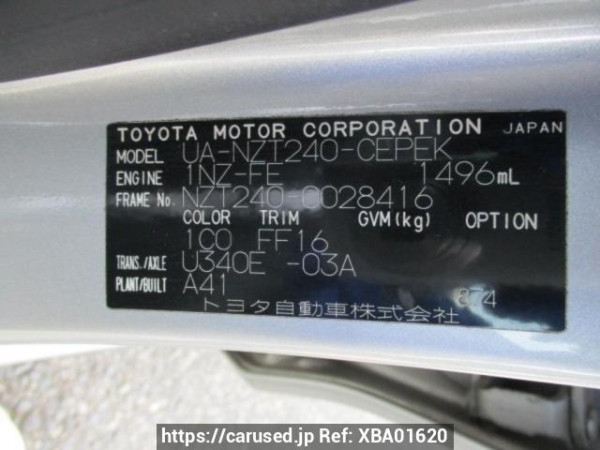 TOYOTA MOTOR CORPORATION JAPAN
MODEL UA-NZT240-CEPEK
ENGINE 1NZ-FE 1496mL
FRAME No. NZT240-0028416
COLOR TRIM GVM(kg) OPTION
1C0 FF16
TRANS./AXLE U340E -03A
PLANT/BUILT A41
トヨタ自動車株式会社 874
https://carused.jp Ref: XBA01620